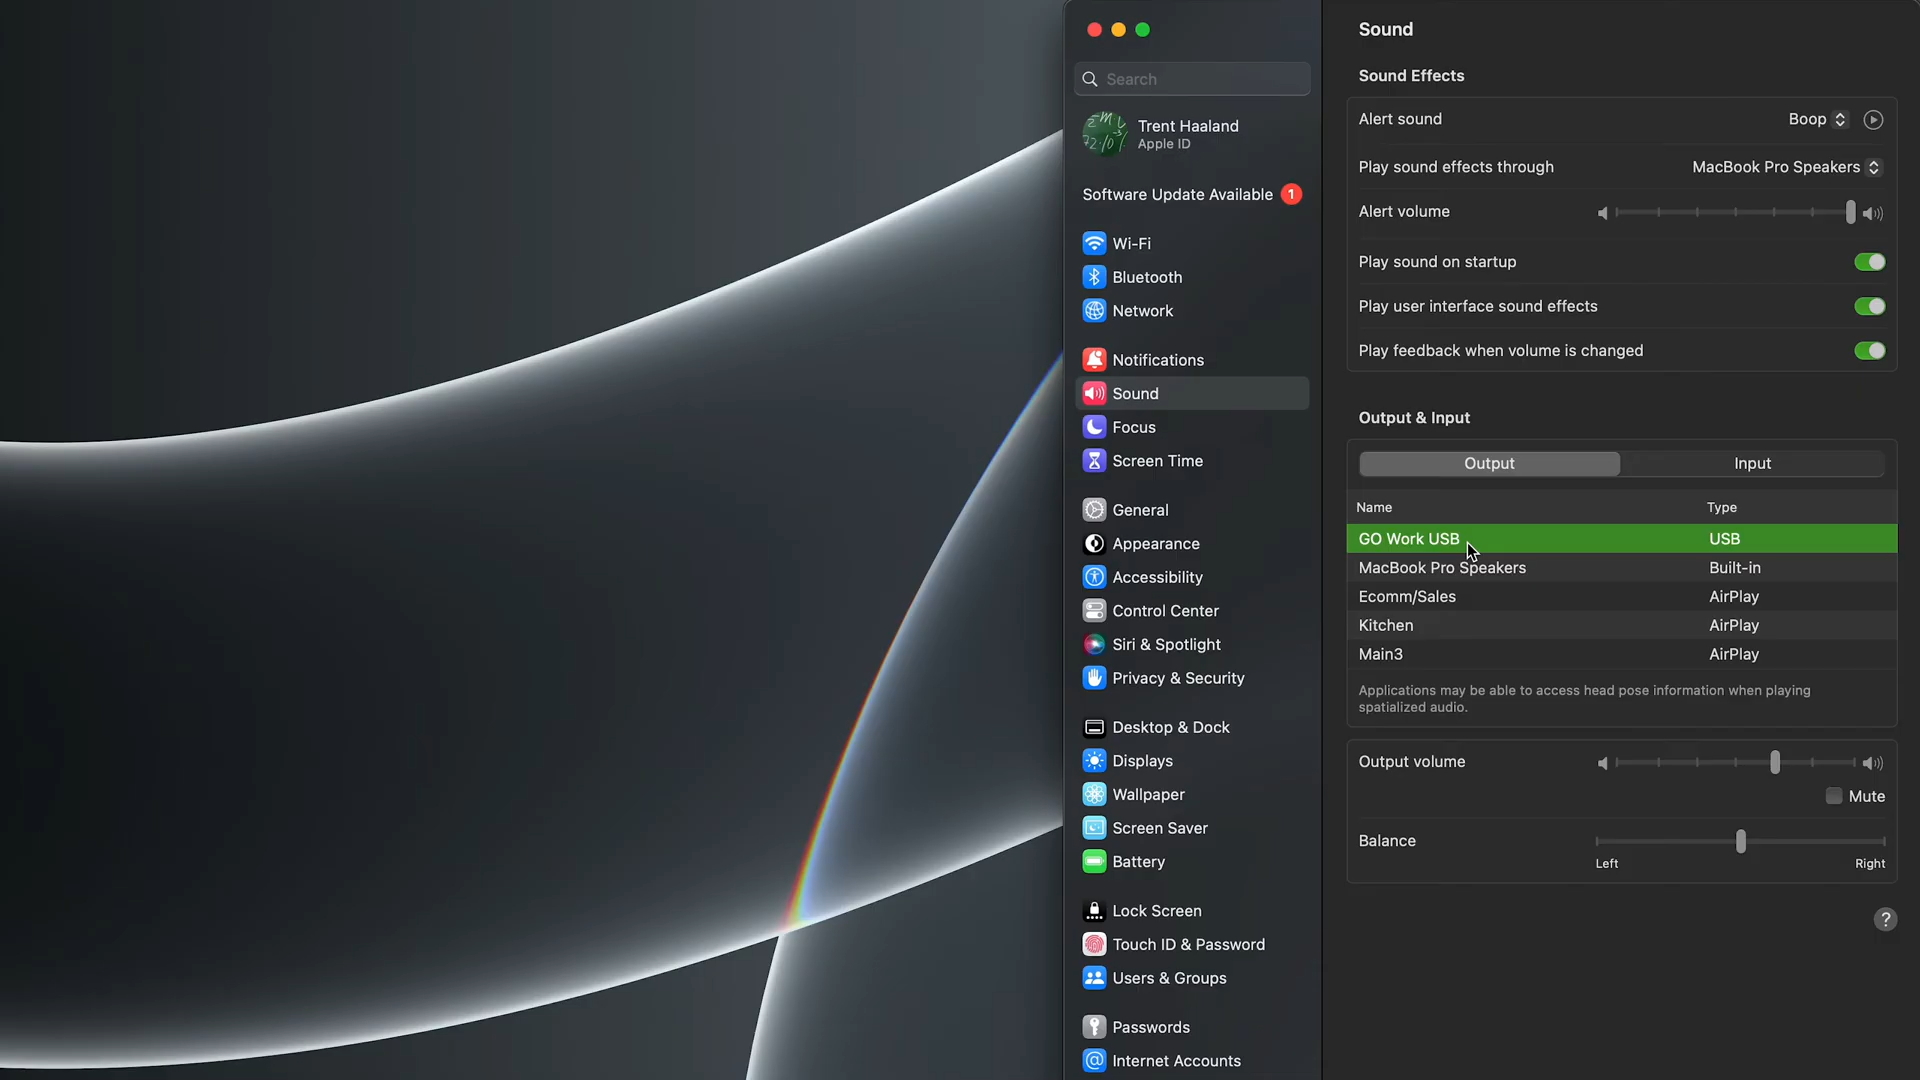 Search
Trent Haaland
Apple ID
Software Update Available 1
Wi-Fi
Bluetooth
Network
Notifications
Sound
Focus
Screen Time
General
Appearance
Accessibility
Control Center
Siri & Spotlight
Privacy & Security
Desktop & Dock
Displays
Wallpaper
Screen Saver
Battery
Lock Screen
Touch ID & Password
Users & Groups
Passwords
Internet Accounts
Sound
Sound Effects
Alert sound Boop
Play sound effects through MacBook Pro Speakers
Alert volume
Play sound on startup
Play user interface sound effects
Play feedback when volume is changed
Output & Input
Output Input
Name Type
GO Work USB USB
MacBook Pro Speakers Built-in
Ecomm/Sales AirPlay
Kitchen AirPlay
Main3 AirPlay
Applications may be able to access head pose information when playing
spatialized audio.
Output volume
Mute
Balance
Left Right
?